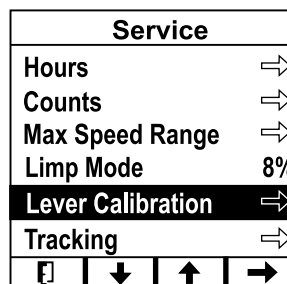 Service
Hours
Counts
Max Speed Range
Limp Mode 8%
Lever Calibration
Tracking